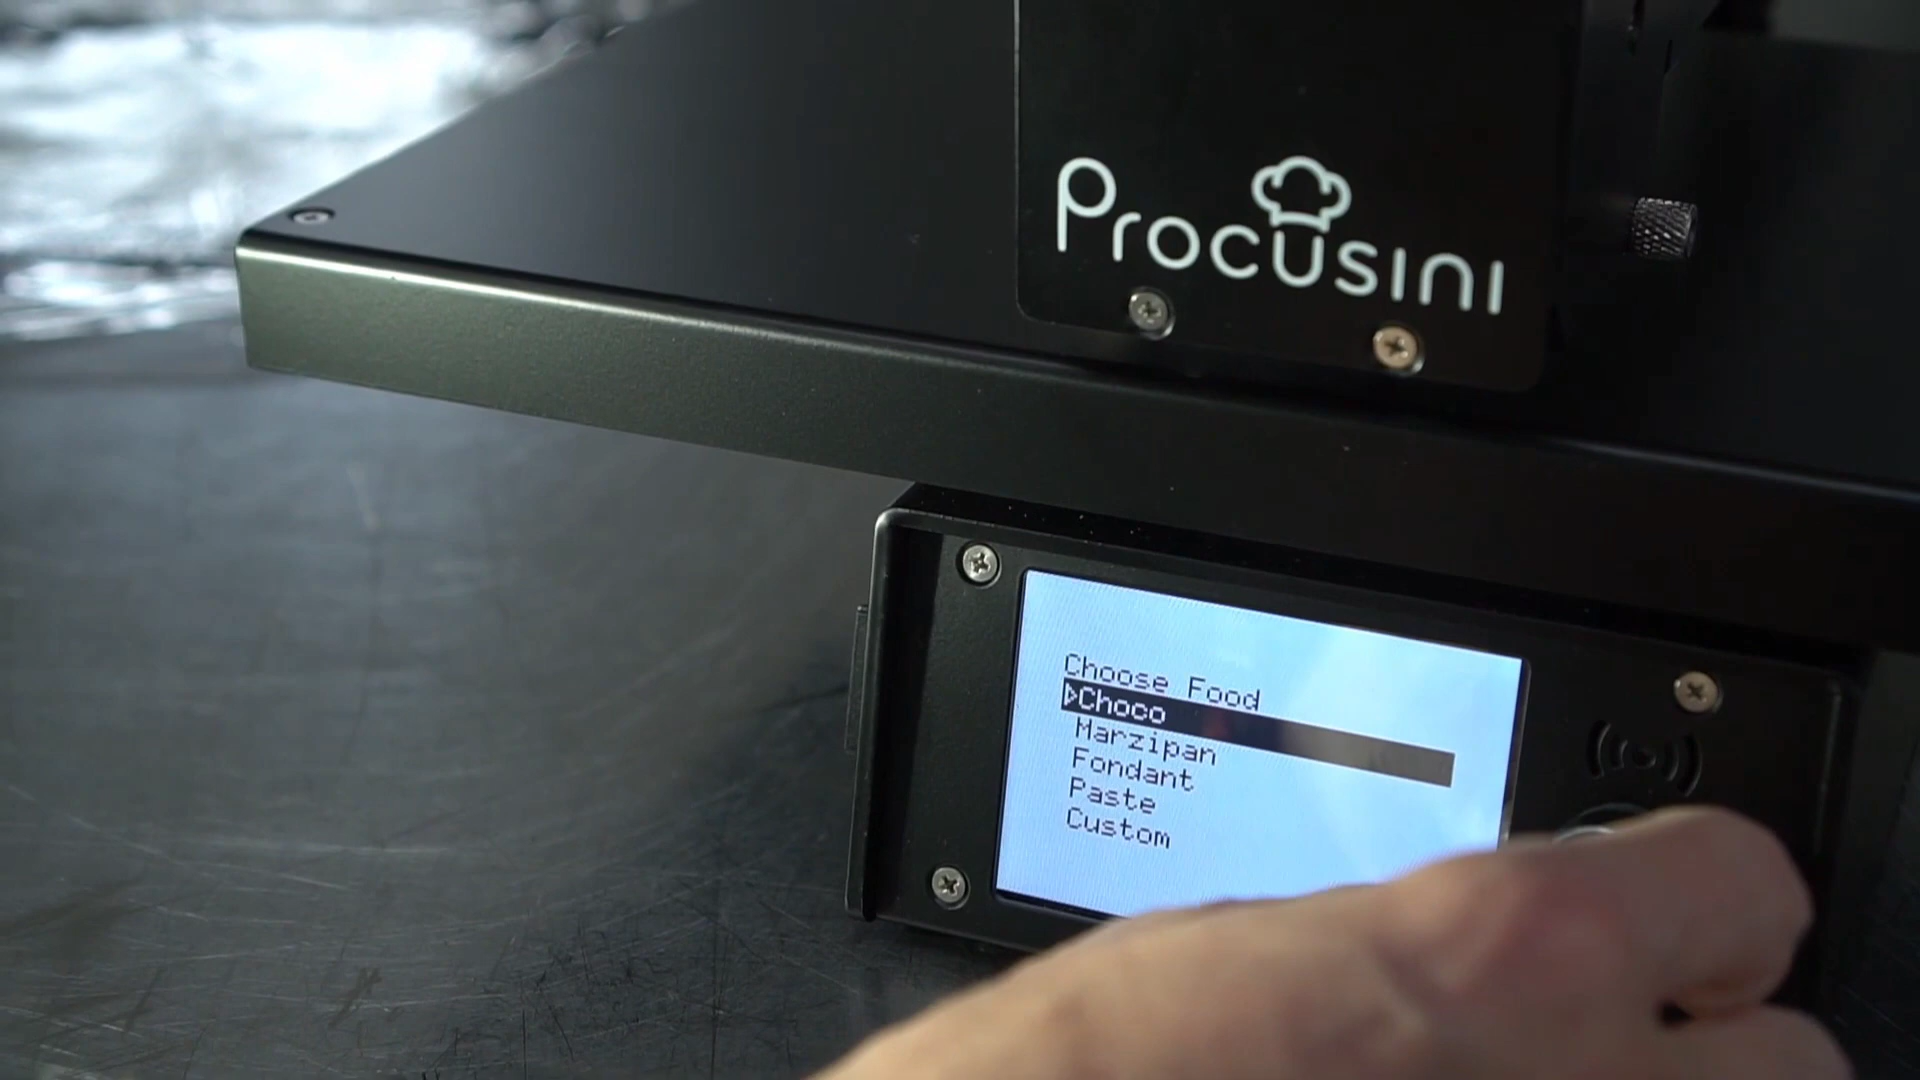 Procusini
Choose Food
Choco
Marzipan
Fondant
Paste
Custom